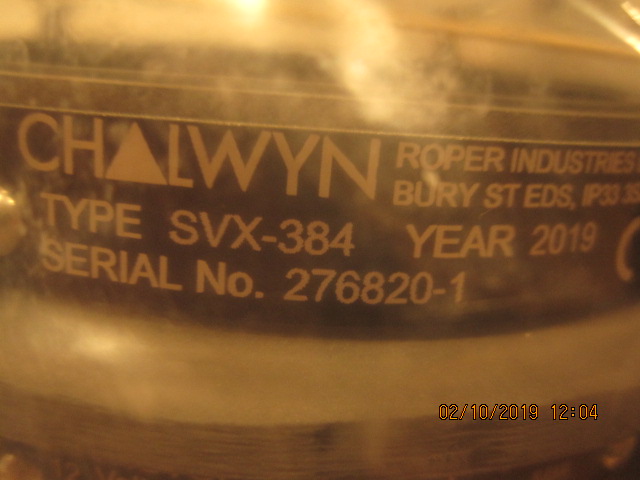 CHALWYN
ROPER INDUSTRIES
BURY ST EDS, IP33
TYPE SVX-384 YEAR 2019
SERIAL No. 276820-1
02/10/2019 12:04